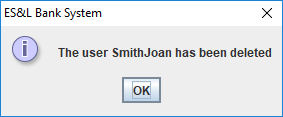 ES&L Bank System
The user SmithJoan has been deleted
OK